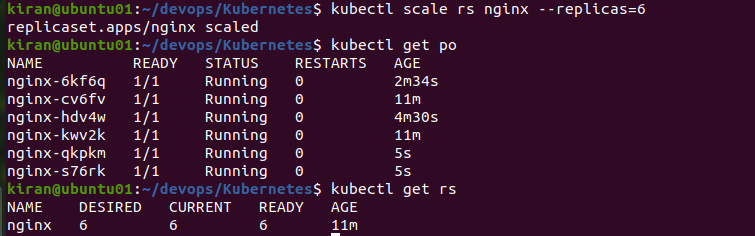 kiran@ubuntu01:~/devops/Kubernetes$ kubectl scale rs nginx --replicas=6
replicaset.apps/nginx scaled
kiran@ubuntu01:~/devops/Kubernetes$ kubectl get po
NAME          READY   STATUS    RESTARTS   AGE
nginx-6kf6q   1/1     Running   0          2m34s
nginx-cv6fv   1/1     Running   0          11m
nginx-hdv4w   1/1     Running   0          4m30s
nginx-kwv2k   1/1     Running   0          11m
nginx-qkpkm   1/1     Running   0          5s
nginx-s76rk   1/1     Running   0          5s
kiran@ubuntu01:~/devops/Kubernetes$ kubectl get rs
NAME    DESIRED   CURRENT   READY   AGE
nginx   6         6         6       11m